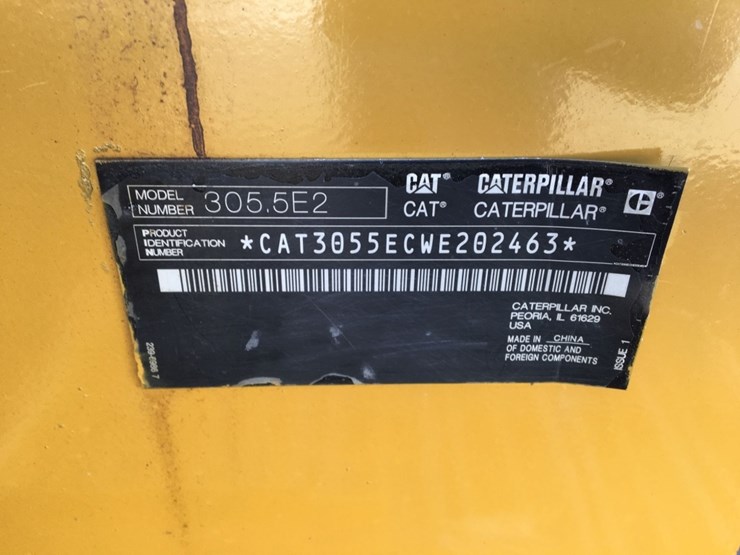 CAT® CATERPILLAR®
MODEL NUMBER 305.5E2
CAT® CATERPILLAR®
PRODUCT IDENTIFICATION NUMBER *CAT3055ECWE202463*
CATERPILLAR INC.
PEORIA, IL 61629
USA
MADE IN CHINA
OF DOMESTIC AND
FOREIGN COMPONENTS
ISSUE 1